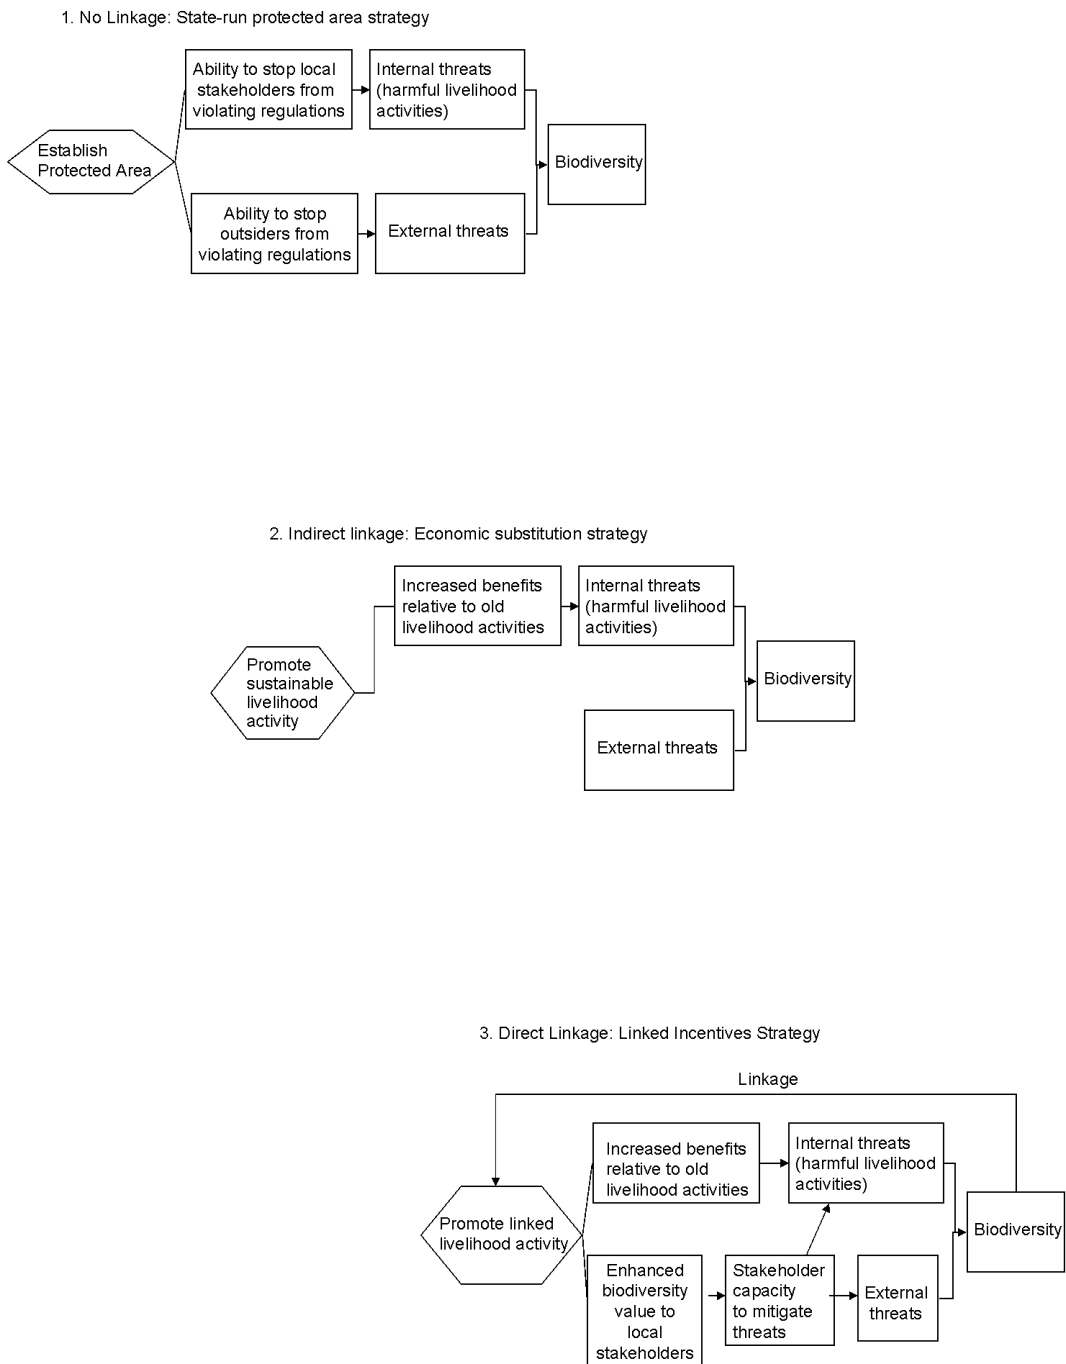 1. No Linkage: State-run protected area strategy
Ability to stop local
stakeholders from
violating regulations
Internal threats
(harmful livelihood
activities)
Establish
Protected Area
Biodiversity
Ability to stop
outsiders from
violating regulations
External threats
2. Indirect linkage: Economic substitution strategy
Increased benefits
relative to old
livelihood activities
Internal threats
(harmful livelihood
activities)
Promote
sustainable
livelihood
activity
Biodiversity
External threats
3. Direct Linkage: Linked Incentives Strategy
Linkage
Increased benefits
relative to old
livelihood activities
Internal threats
(harmful livelihood
activities)
Promote linked
livelihood activity
Biodiversity
Enhanced
biodiversity
value to
local
stakeholders
Stakeholder
capacity
to mitigate
threats
External
threats